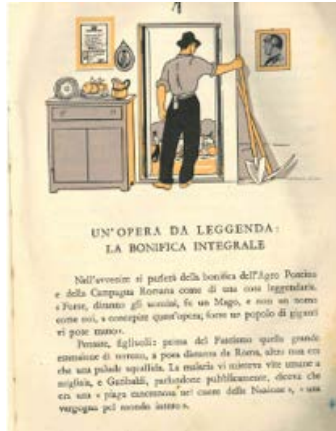 UN'OPERA DA LEGGENDA:
LA BONIFICA INTEGRALE
Nell'avvenire si parlerà della bonifica dell'Agro Pontino
e della Campagna Romana come di una cosa leggendaria.
« Forse, diranno gli uomini, fu un Mago, e non un uomo
come noi, a concepire quest'opera; forse un popolo di giganti
vi pose mano».
Pensate, figlioli: prima del Fascismo quella grande
estensione di terreno, a poca distanza da Roma, altro non era
che una palude squallida. La malaria vi mieteva vite umane a
migliaia, e Garibaldi, parlandone pubblicamente, diceva che
era una « piaga cancerosa nel cuore della Nazione », « una
vergogna pel mondo intero ».